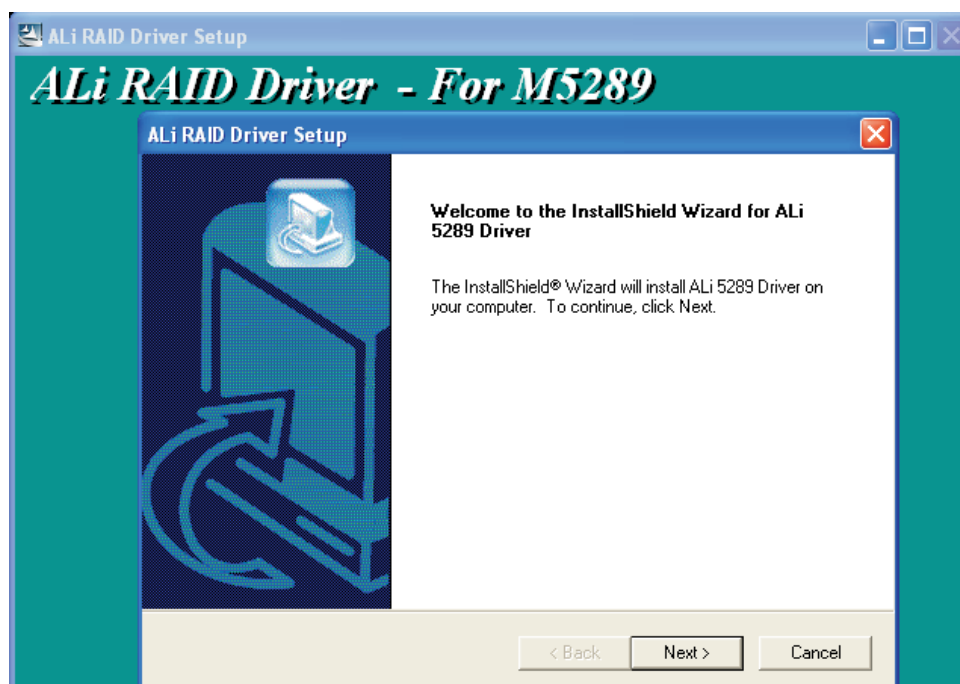 ALi RAID Driver Setup
ALi RAID Driver - For M5289
ALi RAID Driver Setup
Welcome to the InstallShield Wizard for ALi
5289 Driver
The InstallShield® Wizard will install ALi 5289 Driver on
your computer. To continue, click Next.
< Back Next > Cancel